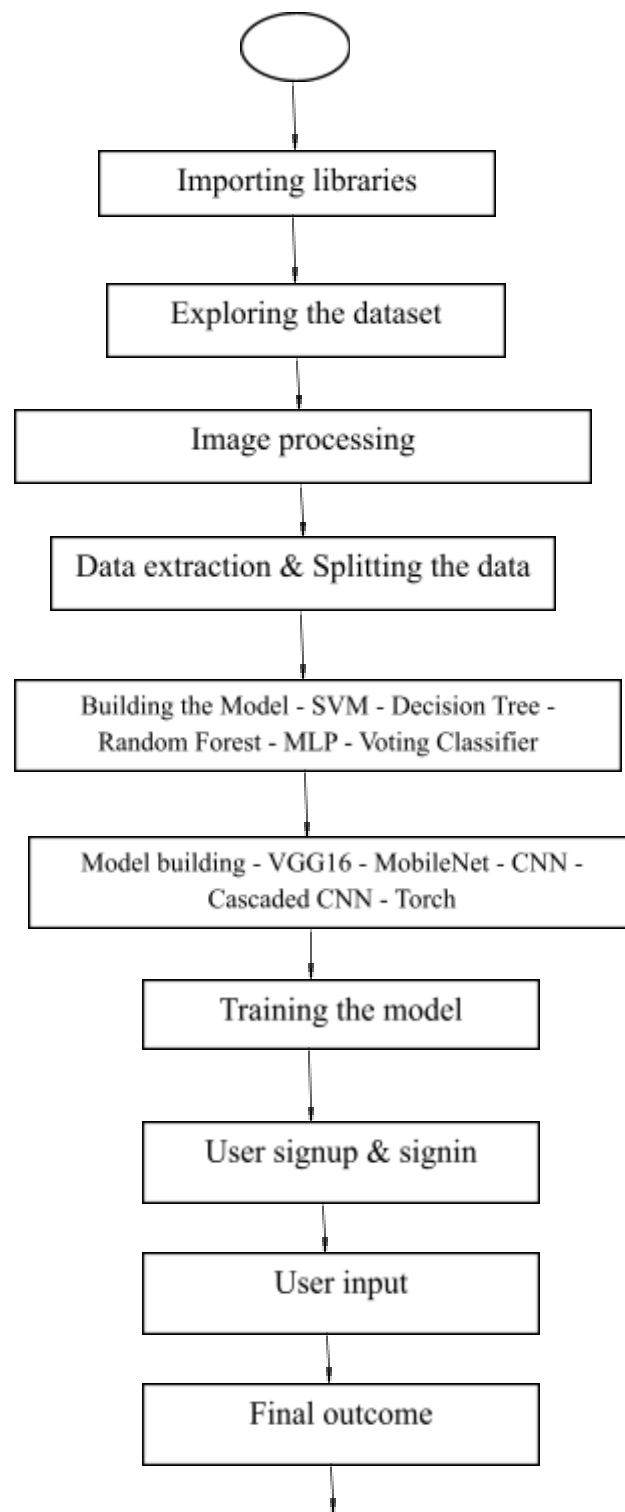 Importing libraries
Exploring the dataset
Image processing
Data extraction & Splitting the data
Building the Model - SVM - Decision Tree -
Random Forest - MLP - Voting Classifier
Model building - VGG16 - MobileNet - CNN -
Cascaded CNN - Torch
Training the model
User signup & signin
User input
Final outcome